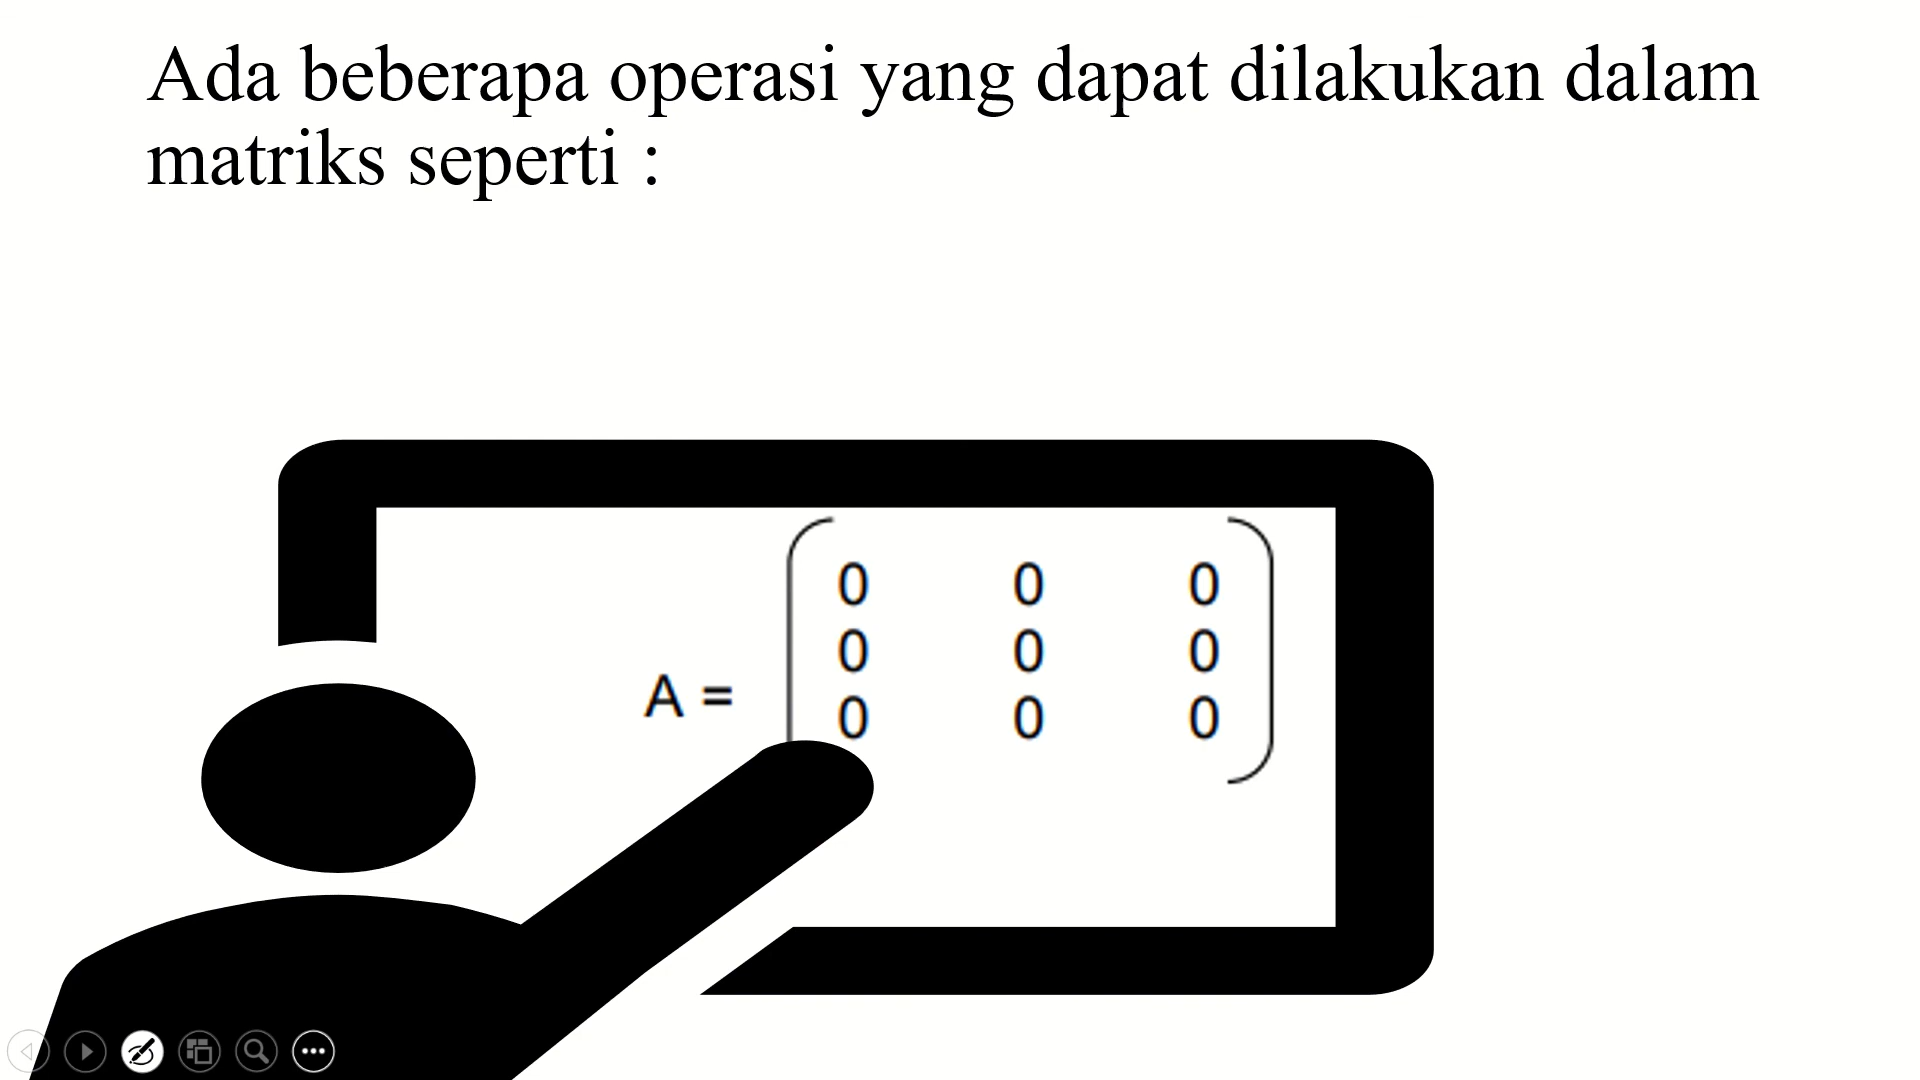 Ada beberapa operasi yang dapat dilakukan dalam
matriks seperti :
0 0 0
0 0 0
A =
0 0 0